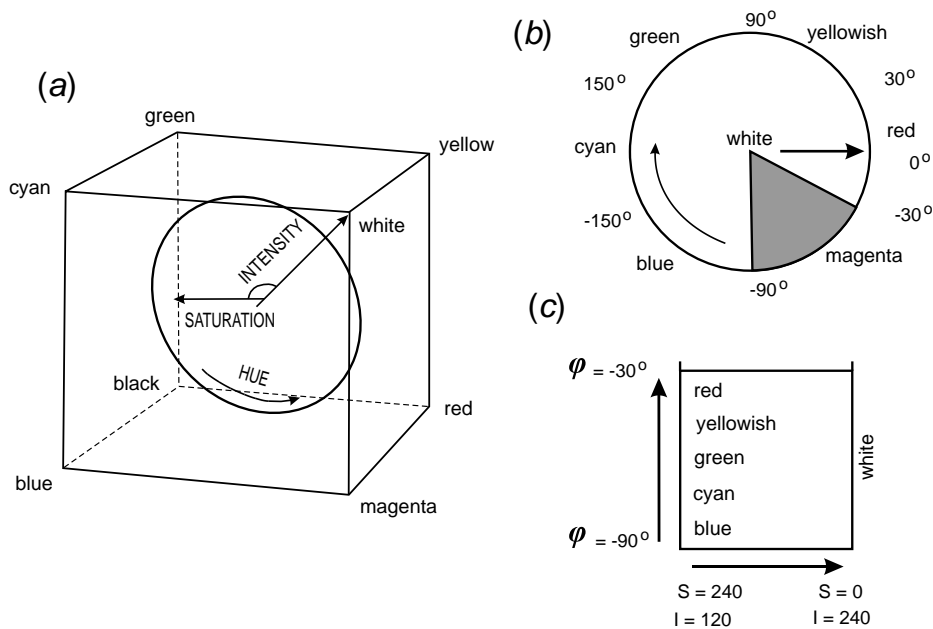 (a)
green
yellow
cyan
white
INTENSITY
SATURATION
HUE
black
red
blue
magenta
(b)
90°
green
yellowish
150°
30°
white
red
cyan
0°
-150°
-30°
blue
magenta
-90°
(c)
φ = -30°
red
yellowish
green
white
cyan
blue
φ = -90°
S = 240 S = 0
I = 120 I = 240